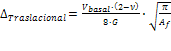 Δ_Traslacional = V_basal·(2−ν) / 8·G · √(π / A_f)